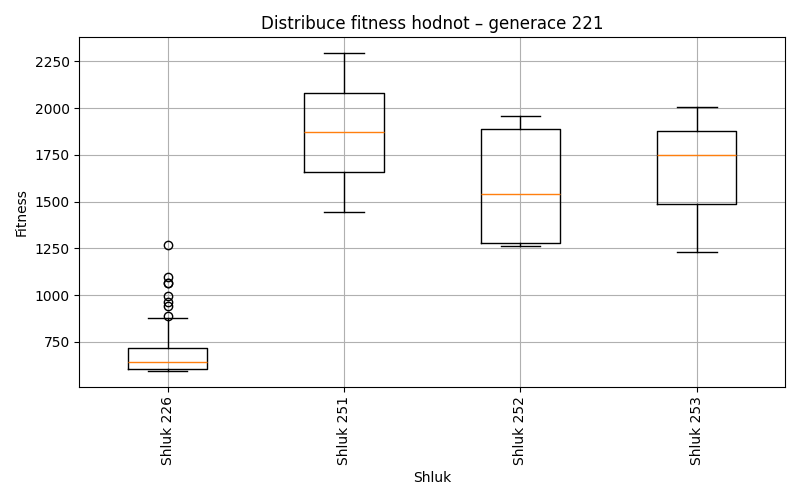 Distribuce fitness hodnot – generace 221
Fitness
2250
2000
1750
1500
1250
1000
750
Shluk 226
Shluk 251
Shluk 252
Shluk 253
Shluk